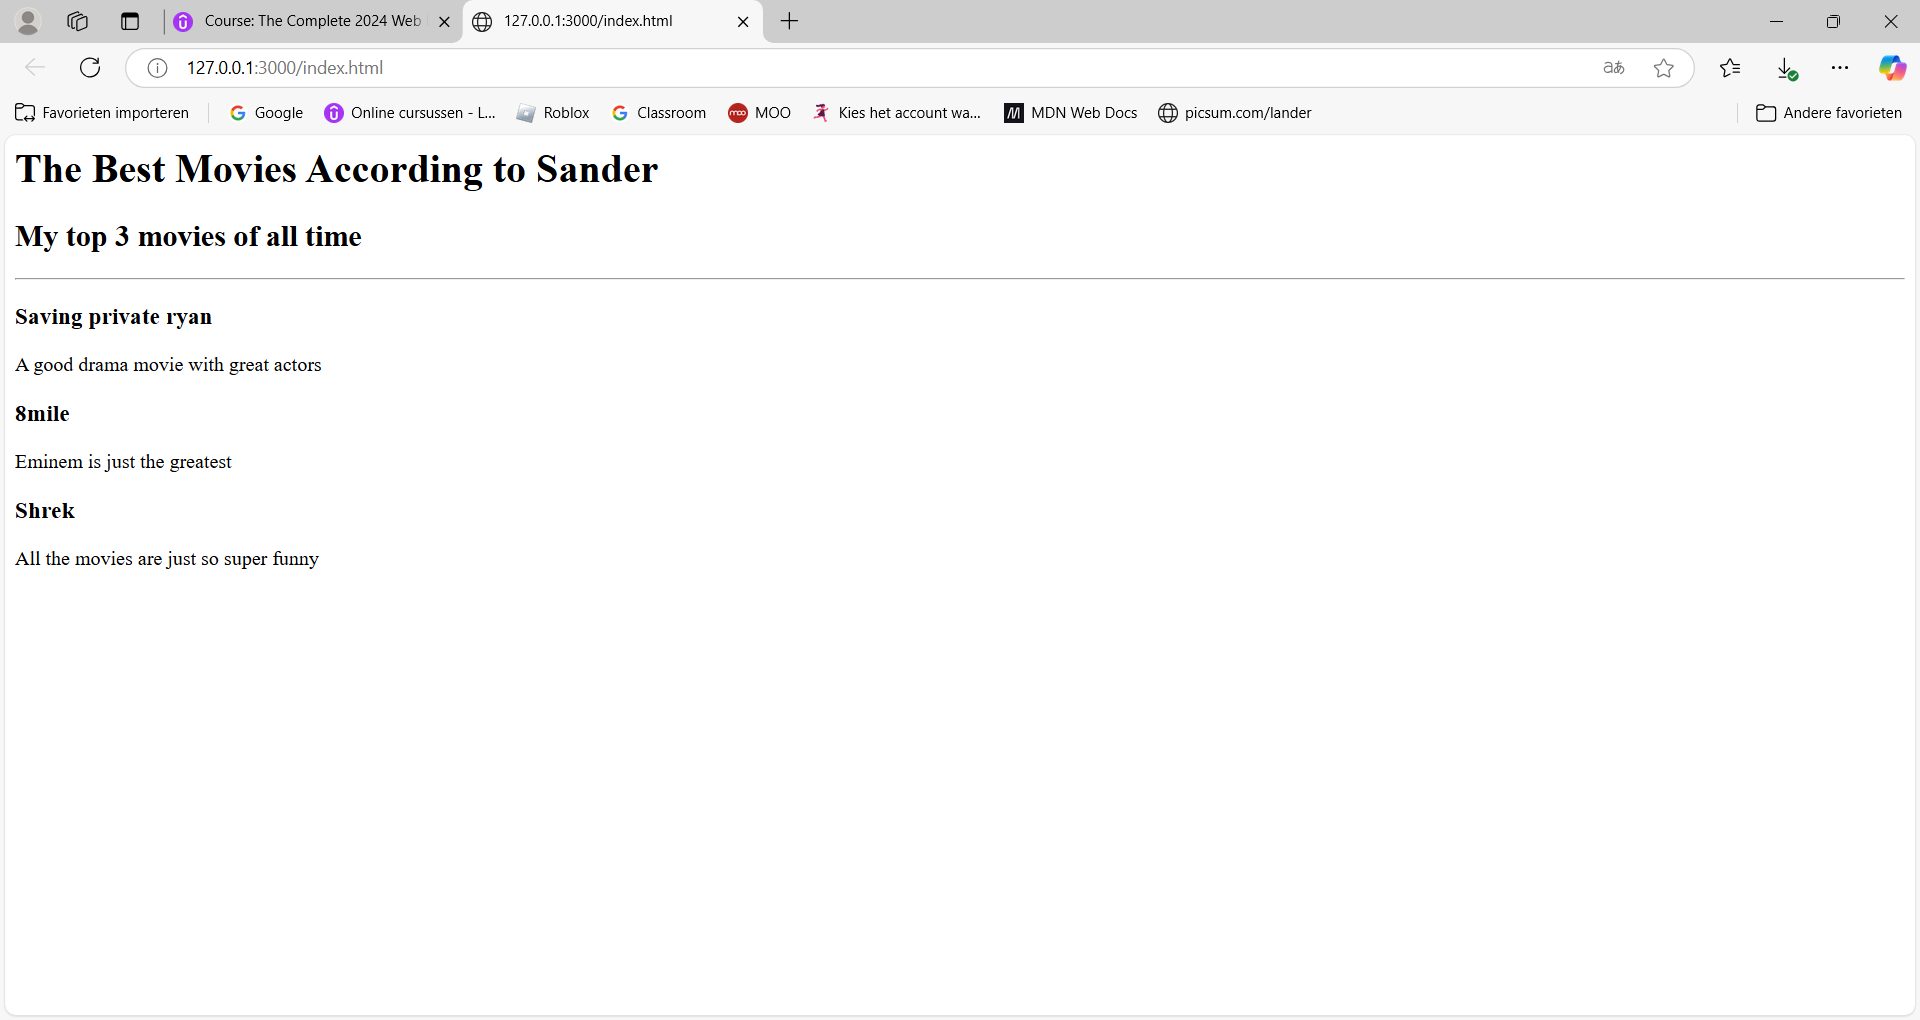 Course: The Complete 2024 Web
127.0.0.1:3000/index.html
127.0.0.1:3000/index.html
aあ
Favorieten importeren
Google
Online cursussen - L...
Roblox
Classroom
moo MOO
Kies het account wa...
M MDN Web Docs
picsum.com/lander
Andere favorieten
The Best Movies According to Sander
My top 3 movies of all time
Saving private ryan
A good drama movie with great actors
8mile
Eminem is just the greatest
Shrek
All the movies are just so super funny